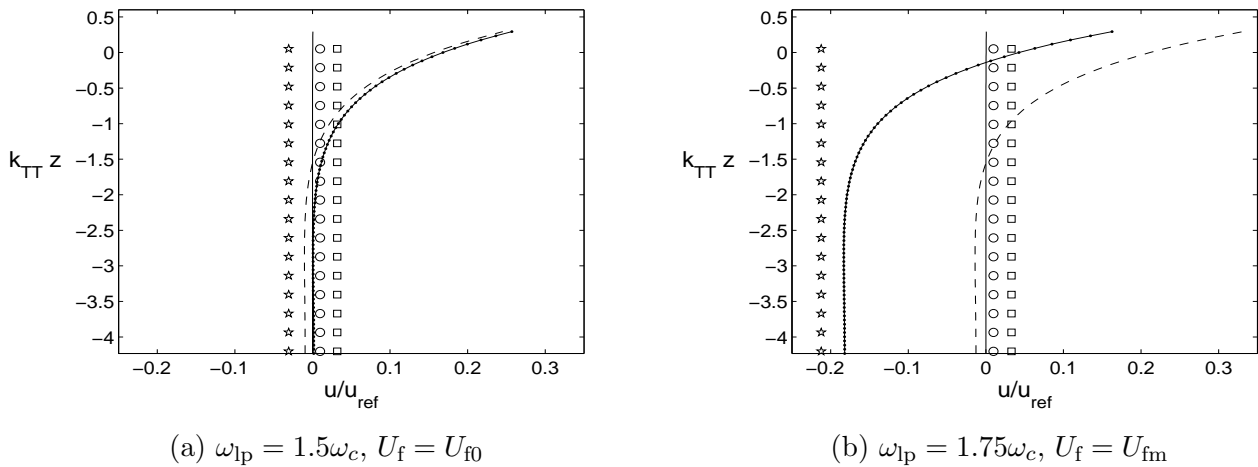 0.5
0
−0.5
−1
−1.5
−2
−2.5
−3
−3.5
−4
k_TT z
−0.2 −0.1 0 0.1 0.2 0.3
u/u_ref
(a) ω_lp = 1.5ω_c, U_f = U_f0
0.5
0
−0.5
−1
−1.5
−2
−2.5
−3
−3.5
−4
k_TT z
−0.2 −0.1 0 0.1 0.2 0.3
u/u_ref
(b) ω_lp = 1.75ω_c, U_f = U_fm